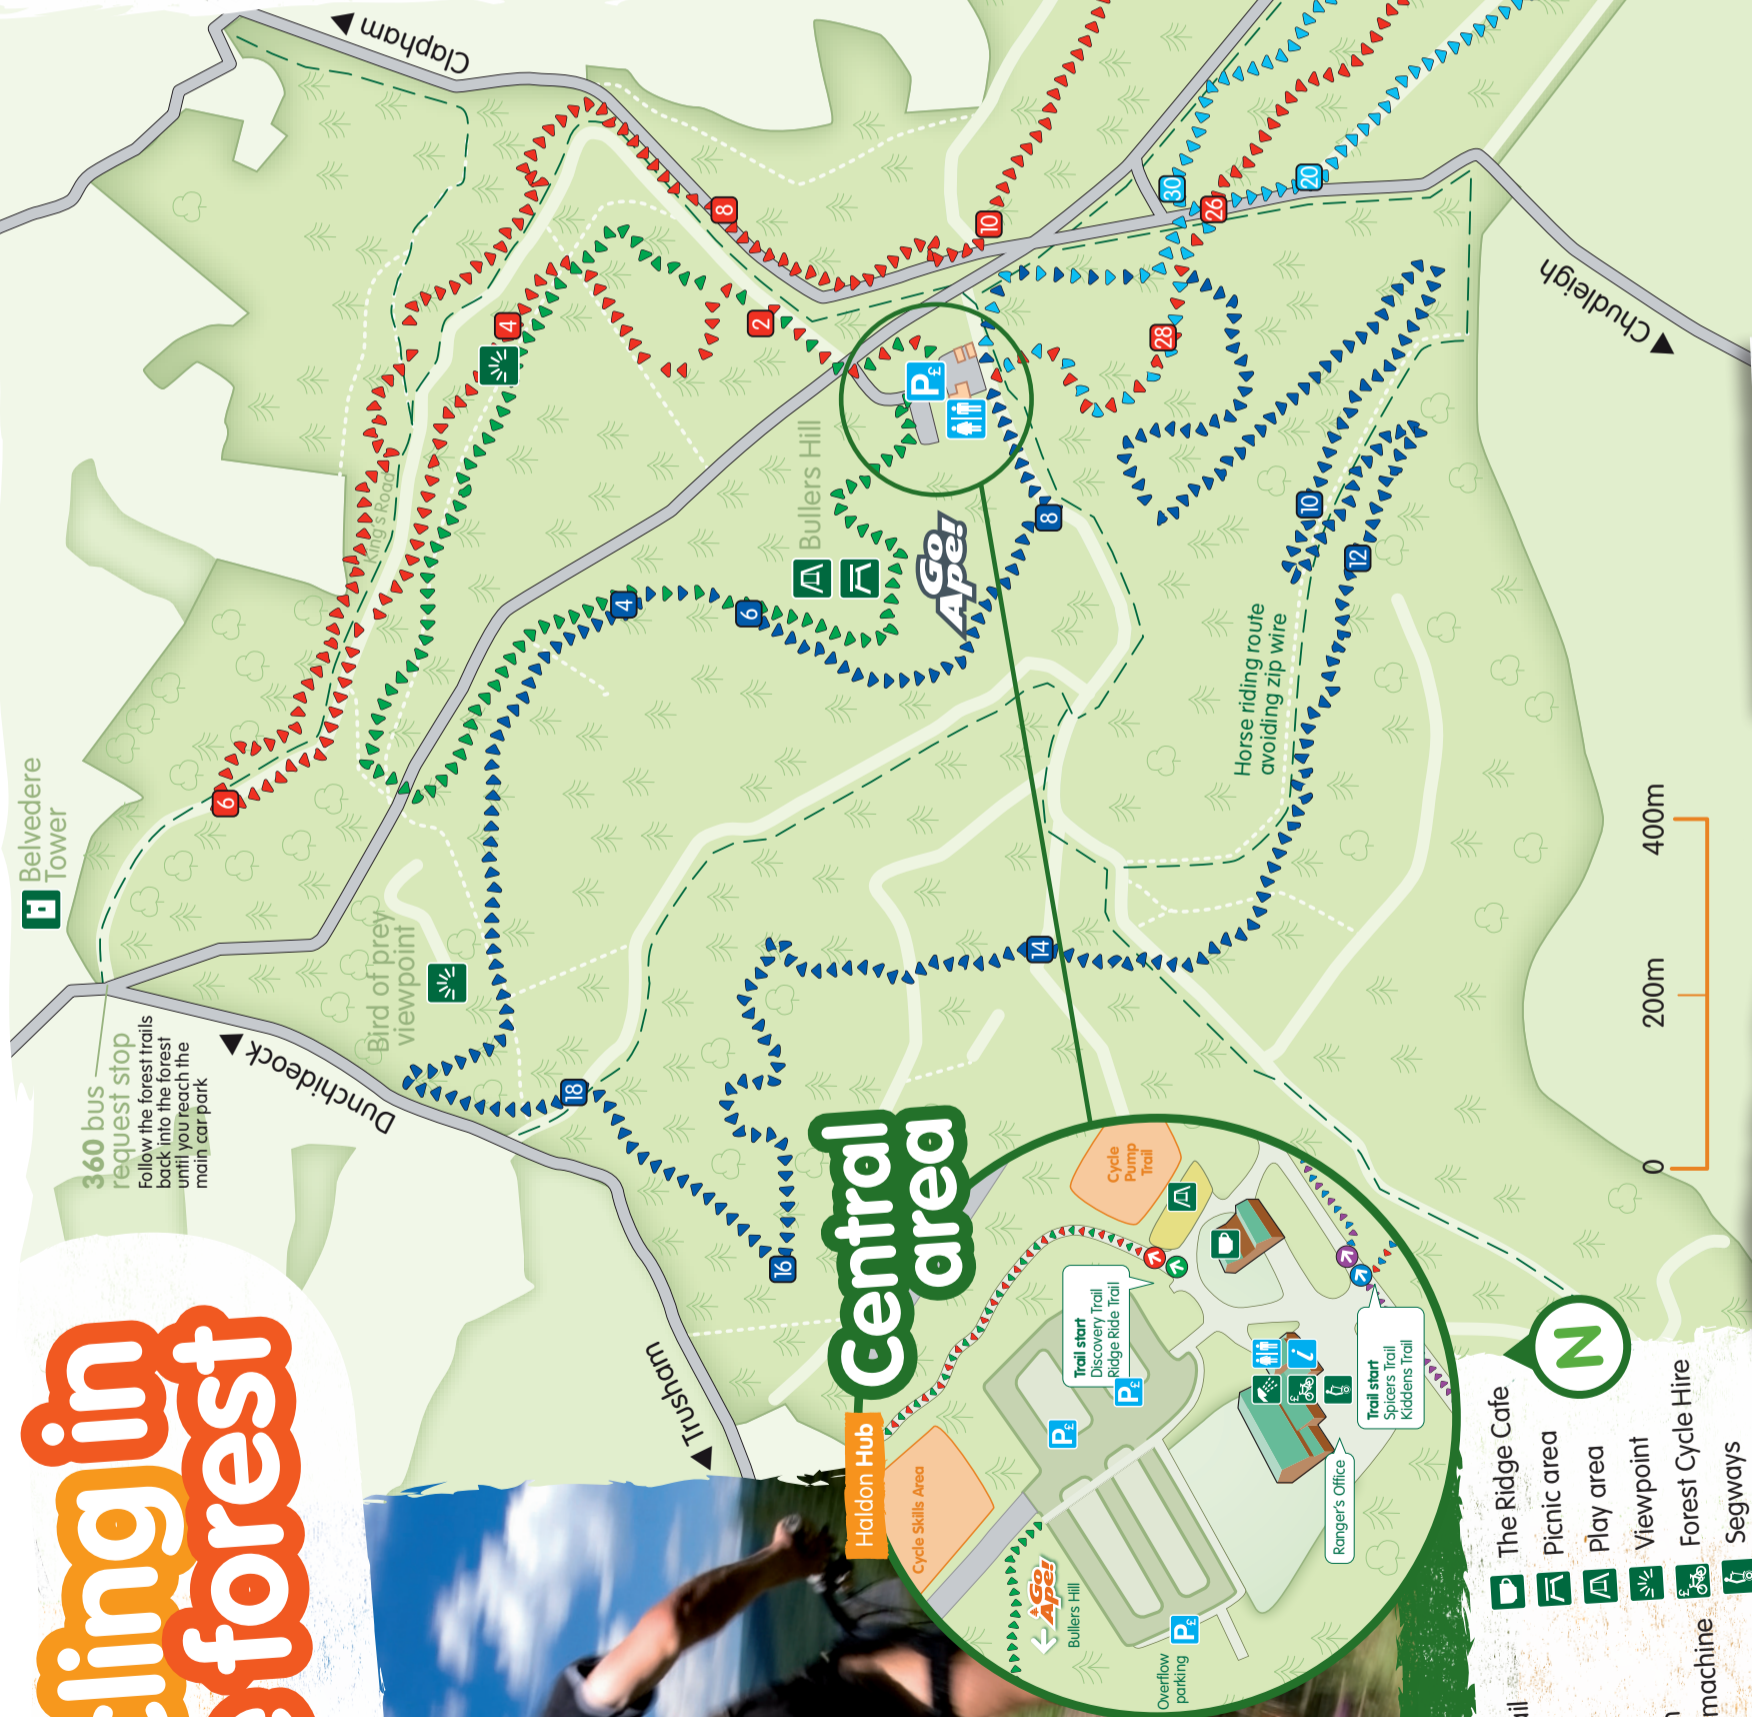 cling in
forest
Belvedere
Tower
360 bus
request stop
Follow the forest trails
back into the forest
until you reach the
main car park
Clapham
Dunchideock
Trusham
Chudleigh
King's Road
Bird of prey
viewpoint
Bullers Hill
Go
Ape!
Horse riding route
avoiding zip wire
2
4
6
8
10
26
28
30
20
4
6
8
10
12
14
16
18
P£
0
200m
400m
N
Central
area
Haldon Hub
Cycle Skills Area
Cycle
Pump
Trail
Trail start
Discovery Trail
Ridge Ride Trail
Trail start
Spicers Trail
Kiddens Trail
Ranger's Office
Go
Ape!
Bullers Hill
Overflow
parking
P£
P£
P£
i
The Ridge Cafe
Picnic area
Play area
Viewpoint
Forest Cycle Hire
Segways
machine